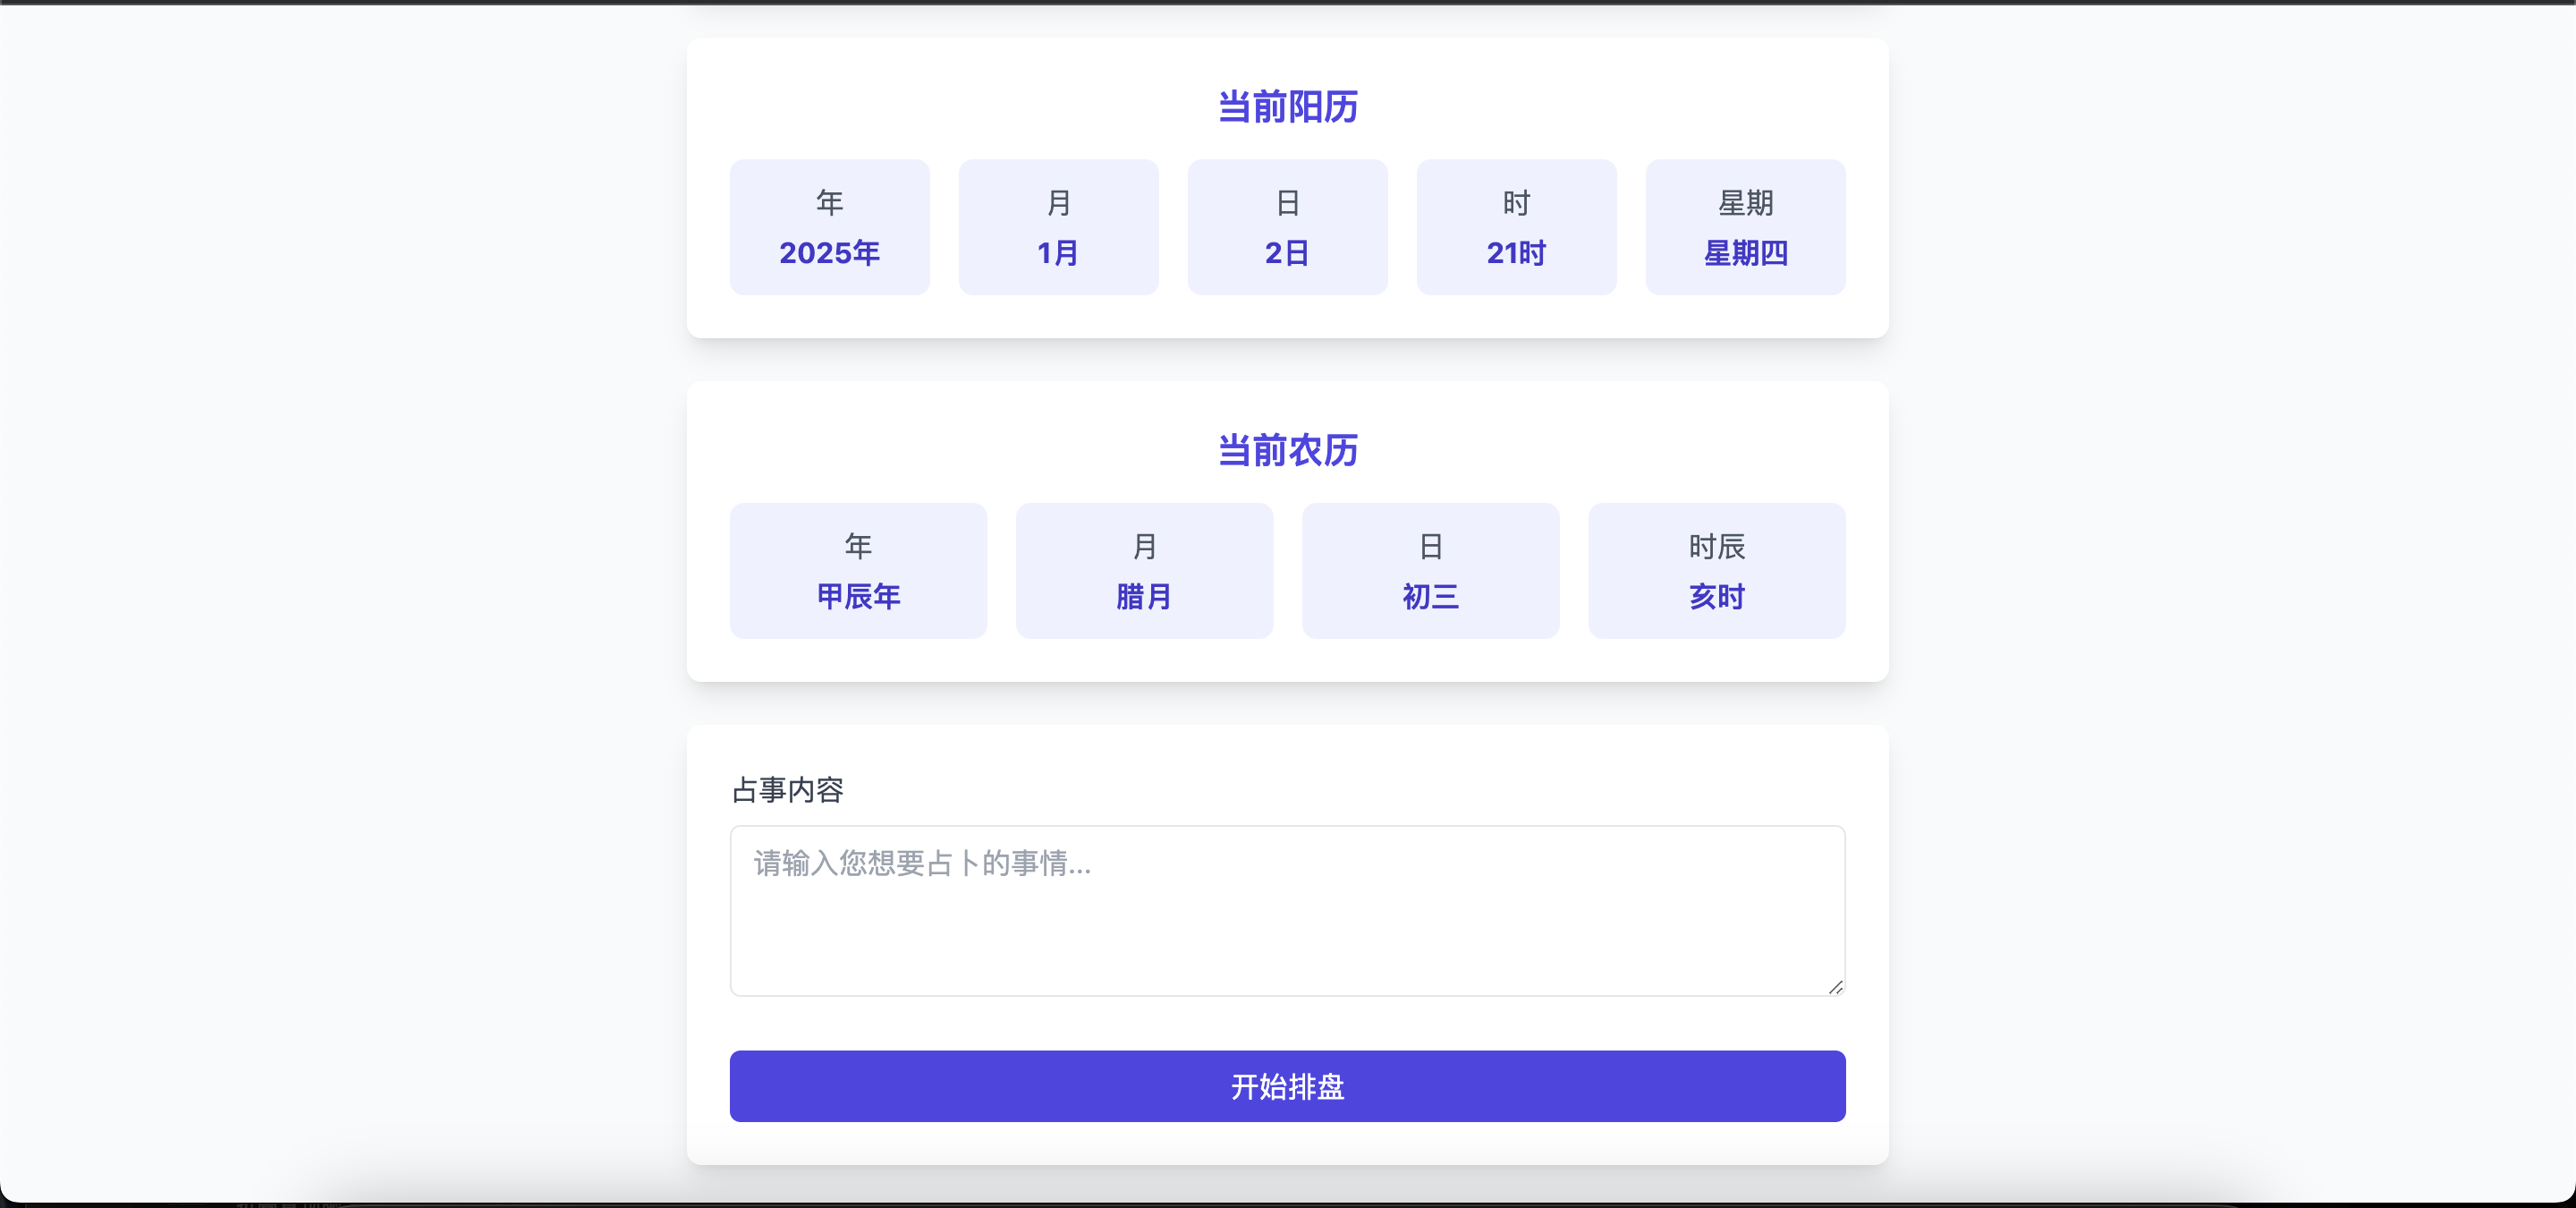 当前阳历
年 月 日 时 星期
2025年 1月 2日 21时 星期四
当前农历
年 月 日 时辰
甲辰年 腊月 初三 亥时
占事内容
请输入您想要占卜的事情...
开始排盘